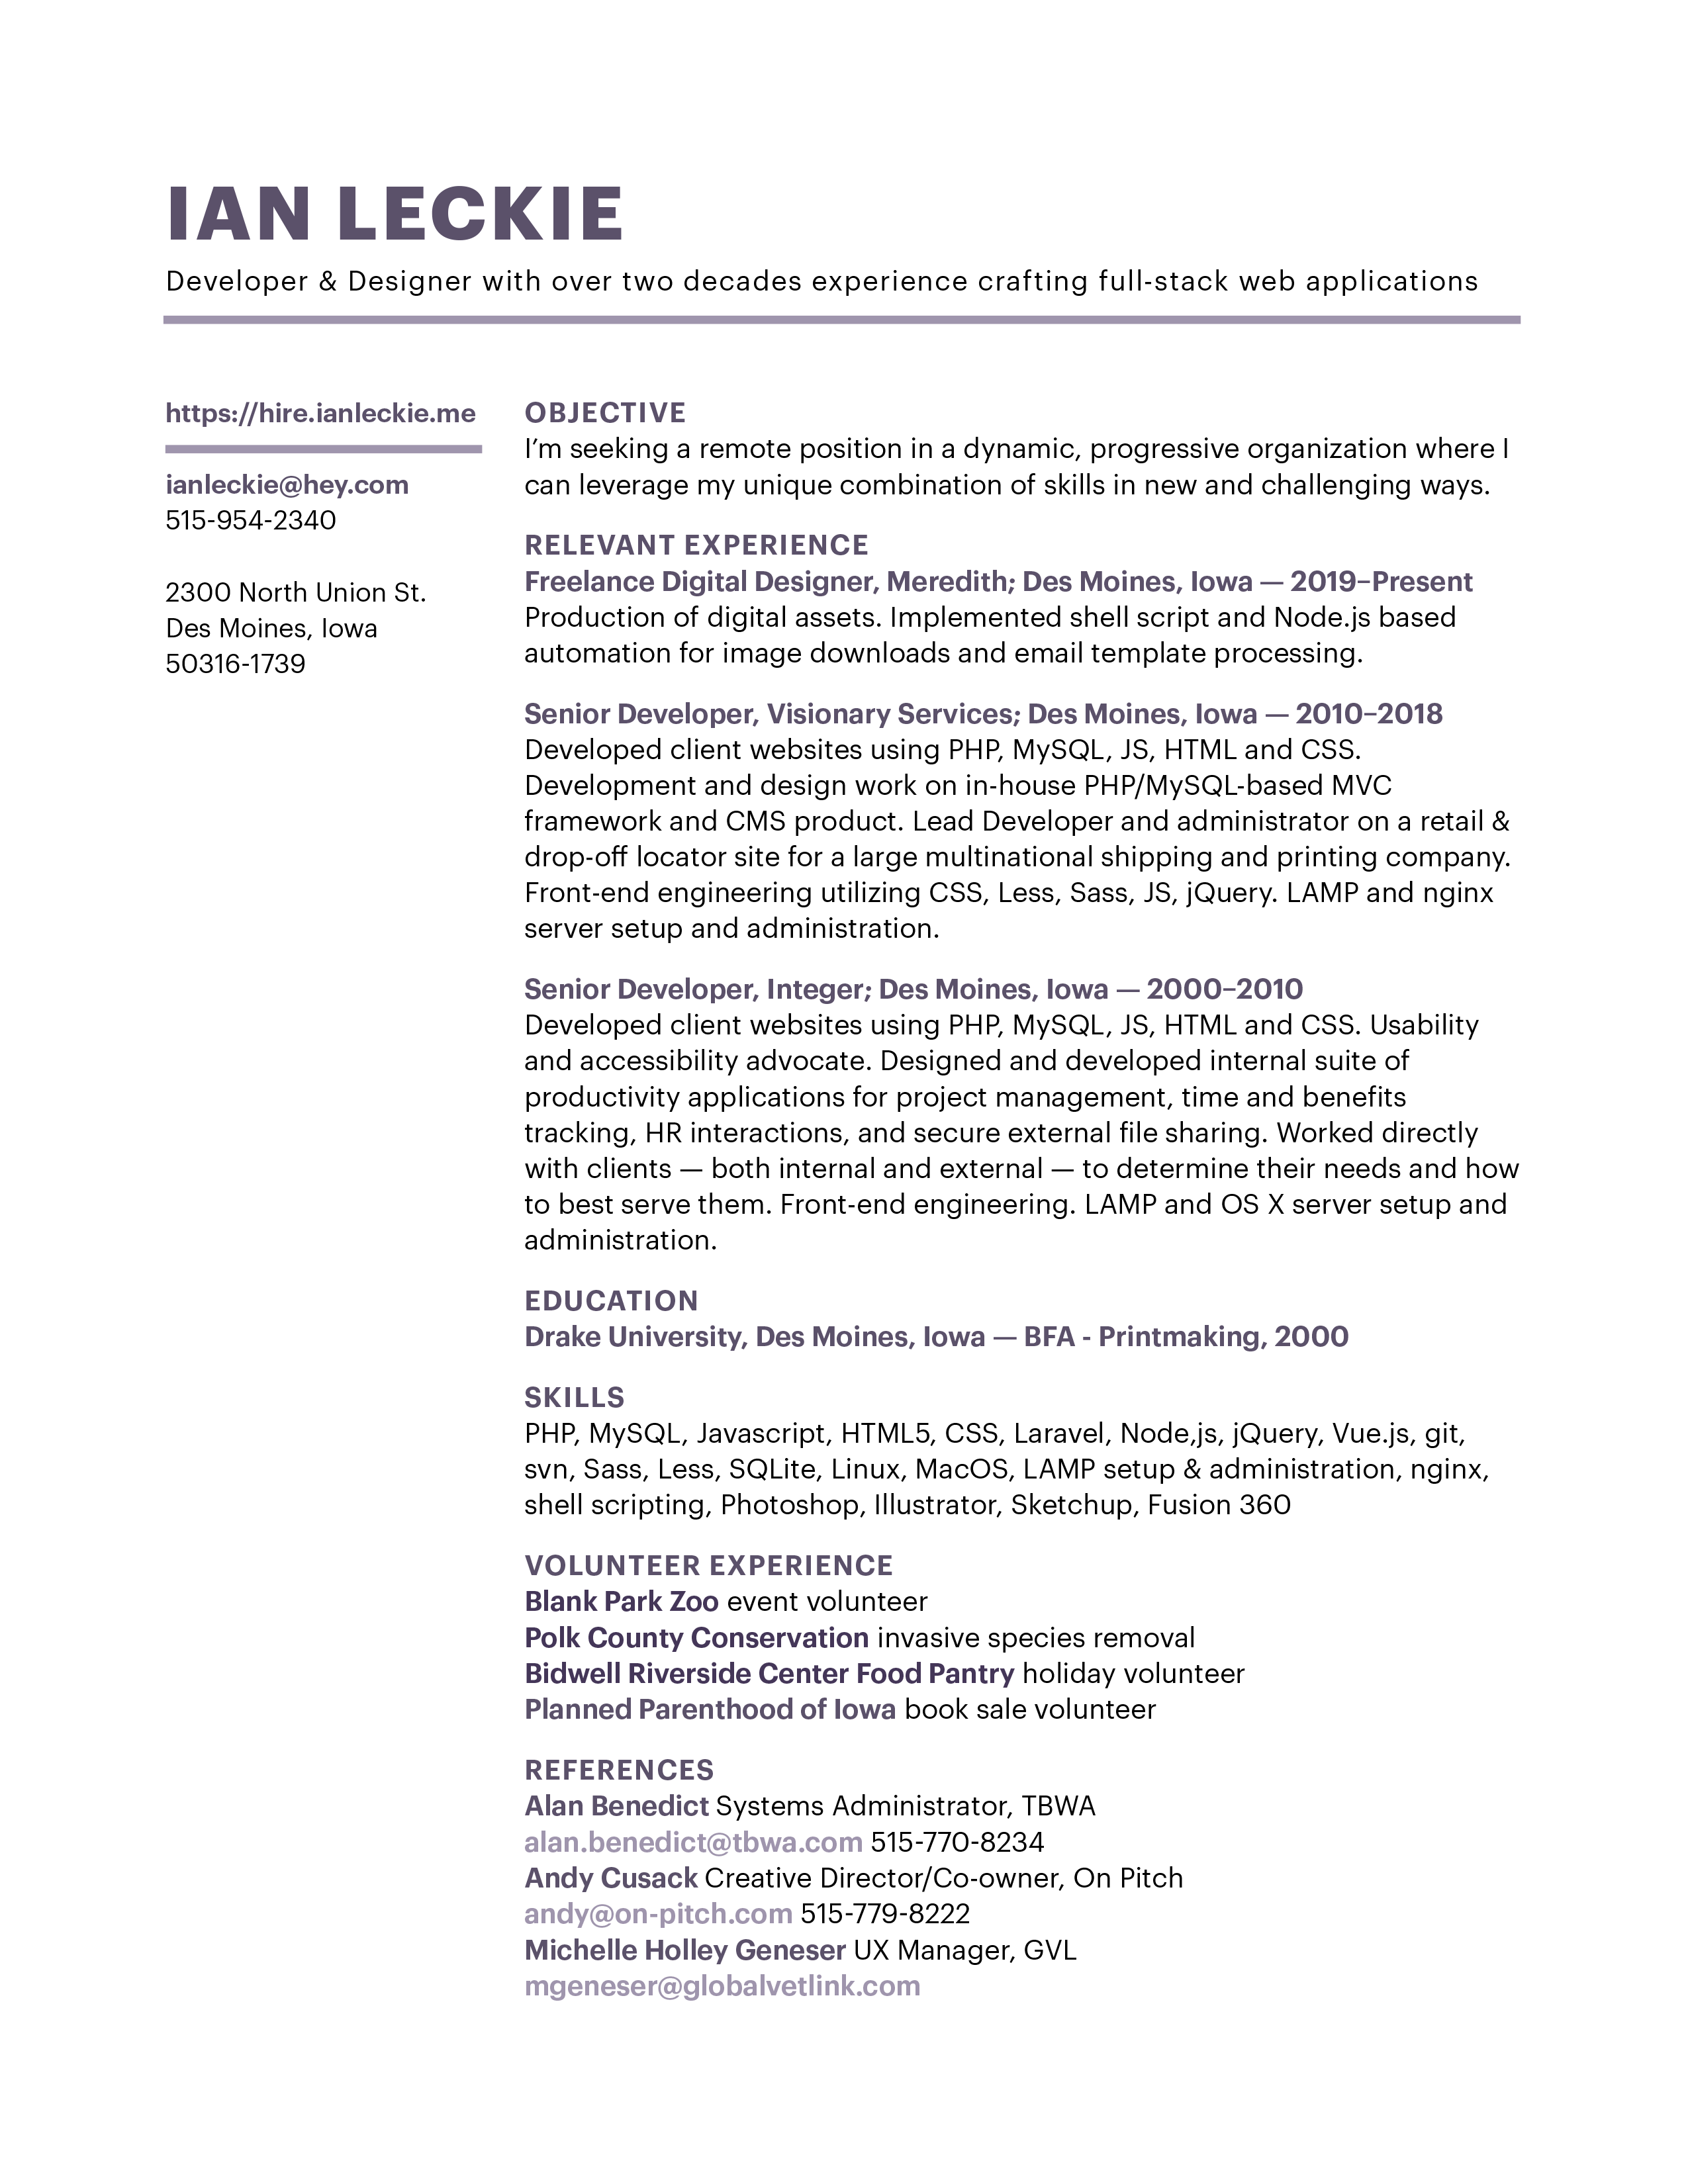 IAN LECKIE
Developer & Designer with over two decades experience crafting full-stack web applications
https://hire.ianleckie.me
ianleckie@hey.com
515-954-2340
2300 North Union St.
Des Moines, Iowa
50316-1739
OBJECTIVE
I’m seeking a remote position in a dynamic, progressive organization where I
can leverage my unique combination of skills in new and challenging ways.
RELEVANT EXPERIENCE
Freelance Digital Designer, Meredith; Des Moines, Iowa — 2019–Present
Production of digital assets. Implemented shell script and Node.js based
automation for image downloads and email template processing.
Senior Developer, Visionary Services; Des Moines, Iowa — 2010–2018
Developed client websites using PHP, MySQL, JS, HTML and CSS.
Development and design work on in-house PHP/MySQL-based MVC
framework and CMS product. Lead Developer and administrator on a retail &
drop-off locator site for a large multinational shipping and printing company.
Front-end engineering utilizing CSS, Less, Sass, JS, jQuery. LAMP and nginx
server setup and administration.
Senior Developer, Integer; Des Moines, Iowa — 2000–2010
Developed client websites using PHP, MySQL, JS, HTML and CSS. Usability
and accessibility advocate. Designed and developed internal suite of
productivity applications for project management, time and benefits
tracking, HR interactions, and secure external file sharing. Worked directly
with clients — both internal and external — to determine their needs and how
to best serve them. Front-end engineering. LAMP and OS X server setup and
administration.
EDUCATION
Drake University, Des Moines, Iowa — BFA - Printmaking, 2000
SKILLS
PHP, MySQL, Javascript, HTML5, CSS, Laravel, Node,js, jQuery, Vue.js, git,
svn, Sass, Less, SQLite, Linux, MacOS, LAMP setup & administration, nginx,
shell scripting, Photoshop, Illustrator, Sketchup, Fusion 360
VOLUNTEER EXPERIENCE
Blank Park Zoo event volunteer
Polk County Conservation invasive species removal
Bidwell Riverside Center Food Pantry holiday volunteer
Planned Parenthood of Iowa book sale volunteer
REFERENCES
Alan Benedict Systems Administrator, TBWA
alan.benedict@tbwa.com 515-770-8234
Andy Cusack Creative Director/Co-owner, On Pitch
andy@on-pitch.com 515-779-8222
Michelle Holley Geneser UX Manager, GVL
mgeneser@globalvetlink.com